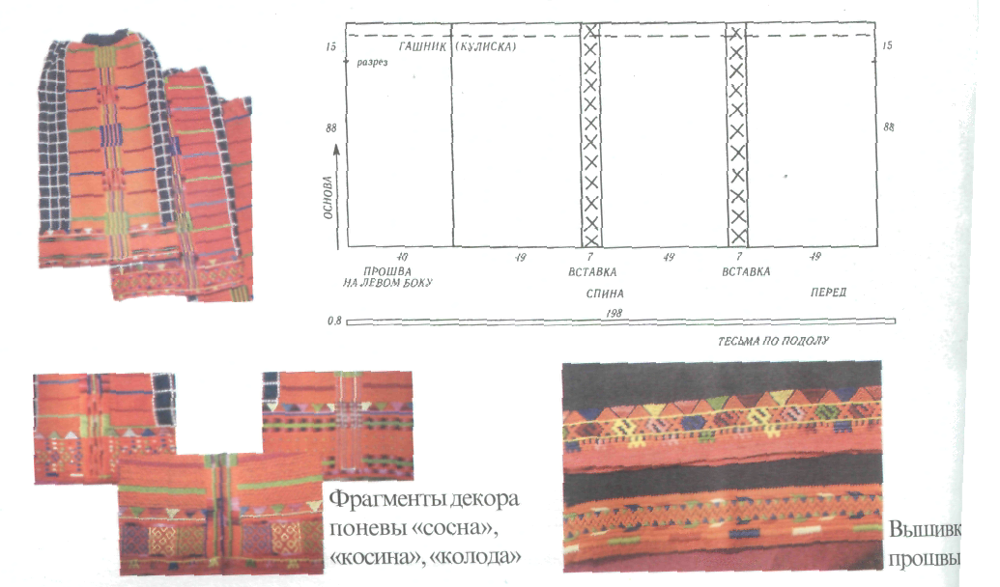 15
ГАШНИК (КУЛИСКА)
15
разрез
88
88
ОСНОВА
40 49 7 49 7 49
ПРОШВА
НА ЛЕВОМ БОКУ
ВСТАВКА
ВСТАВКА
СПИНА
ПЕРЕД
198
0.8
ТЕСЬМА ПО ПОДОЛУ
Фрагменты декора
поневы «сосна»,
«косина», «колода»
Вышивк
прошвы